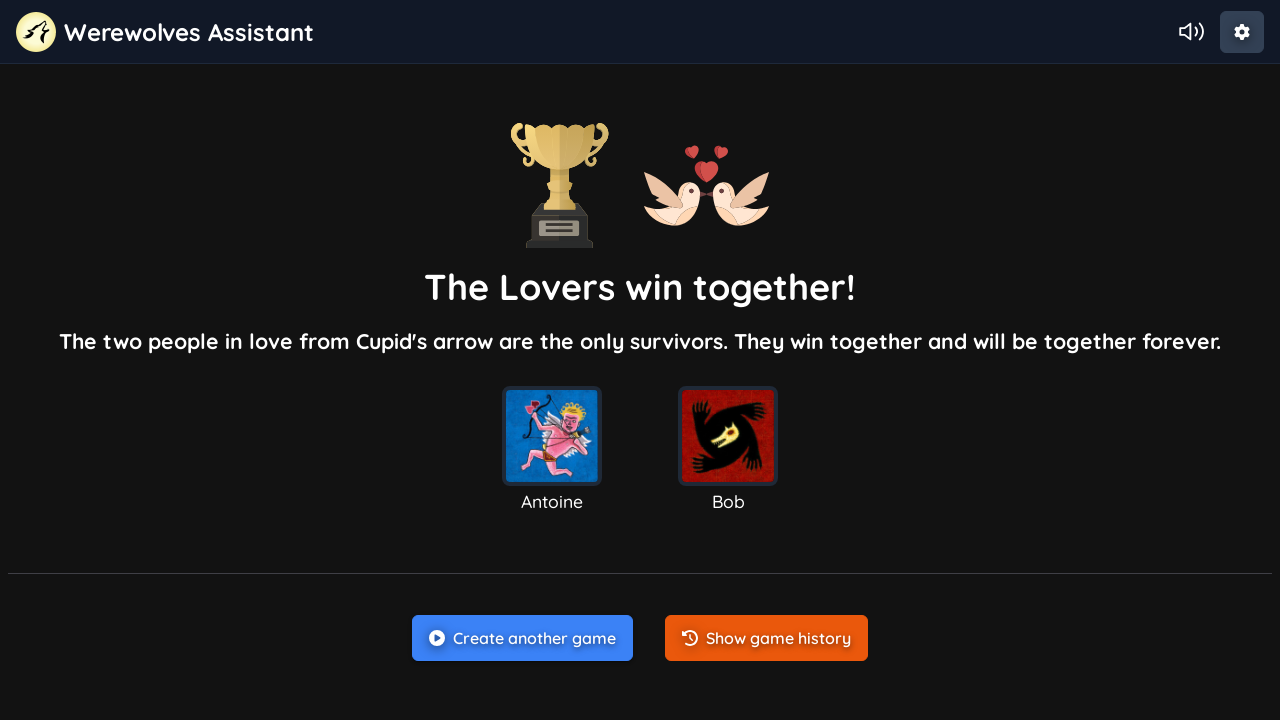 Werewolves Assistant
The Lovers win together!
The two people in love from Cupid's arrow are the only survivors. They win together and will be together forever.
Antoine
Bob
Create another game
Show game history